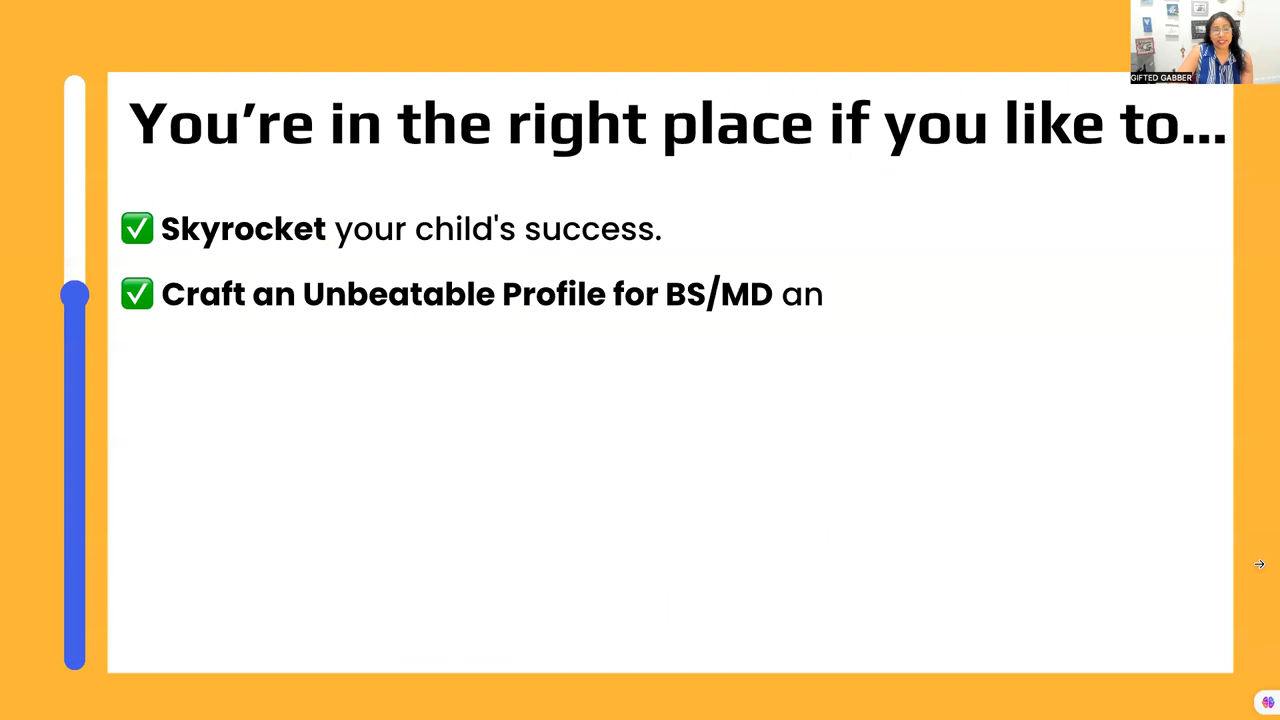 You're in the right place if you like to...
✅ Skyrocket your child's success.
✅ Craft an Unbeatable Profile for BS/MD an
GIFTED GABBER